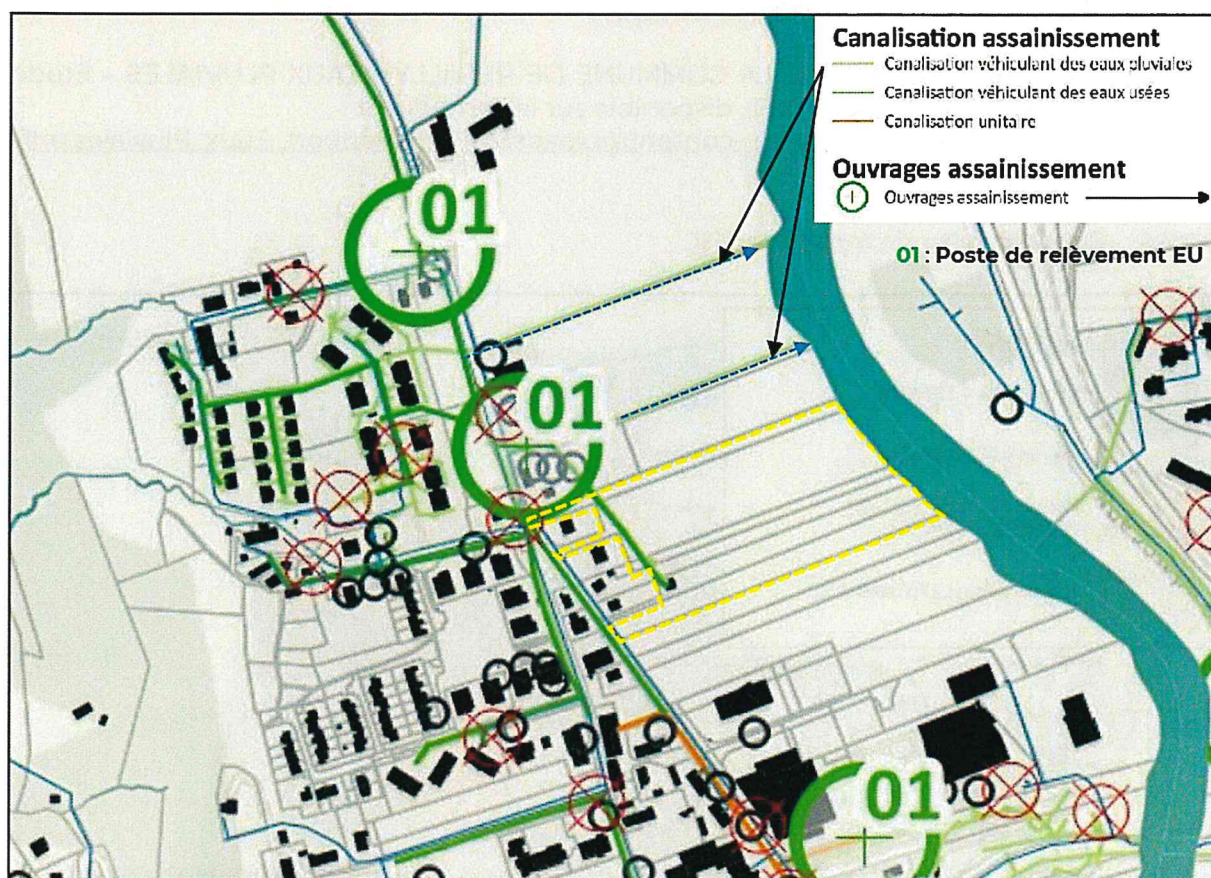 Canalisation assainissement
Canalisation véhiculant des eaux pluviales
Canalisation véhiculant des eaux usées
Canalisation unitaire
Ouvrages assainissement
Ouvrages assainissement
01 : Poste de relèvement EU
01
01
01